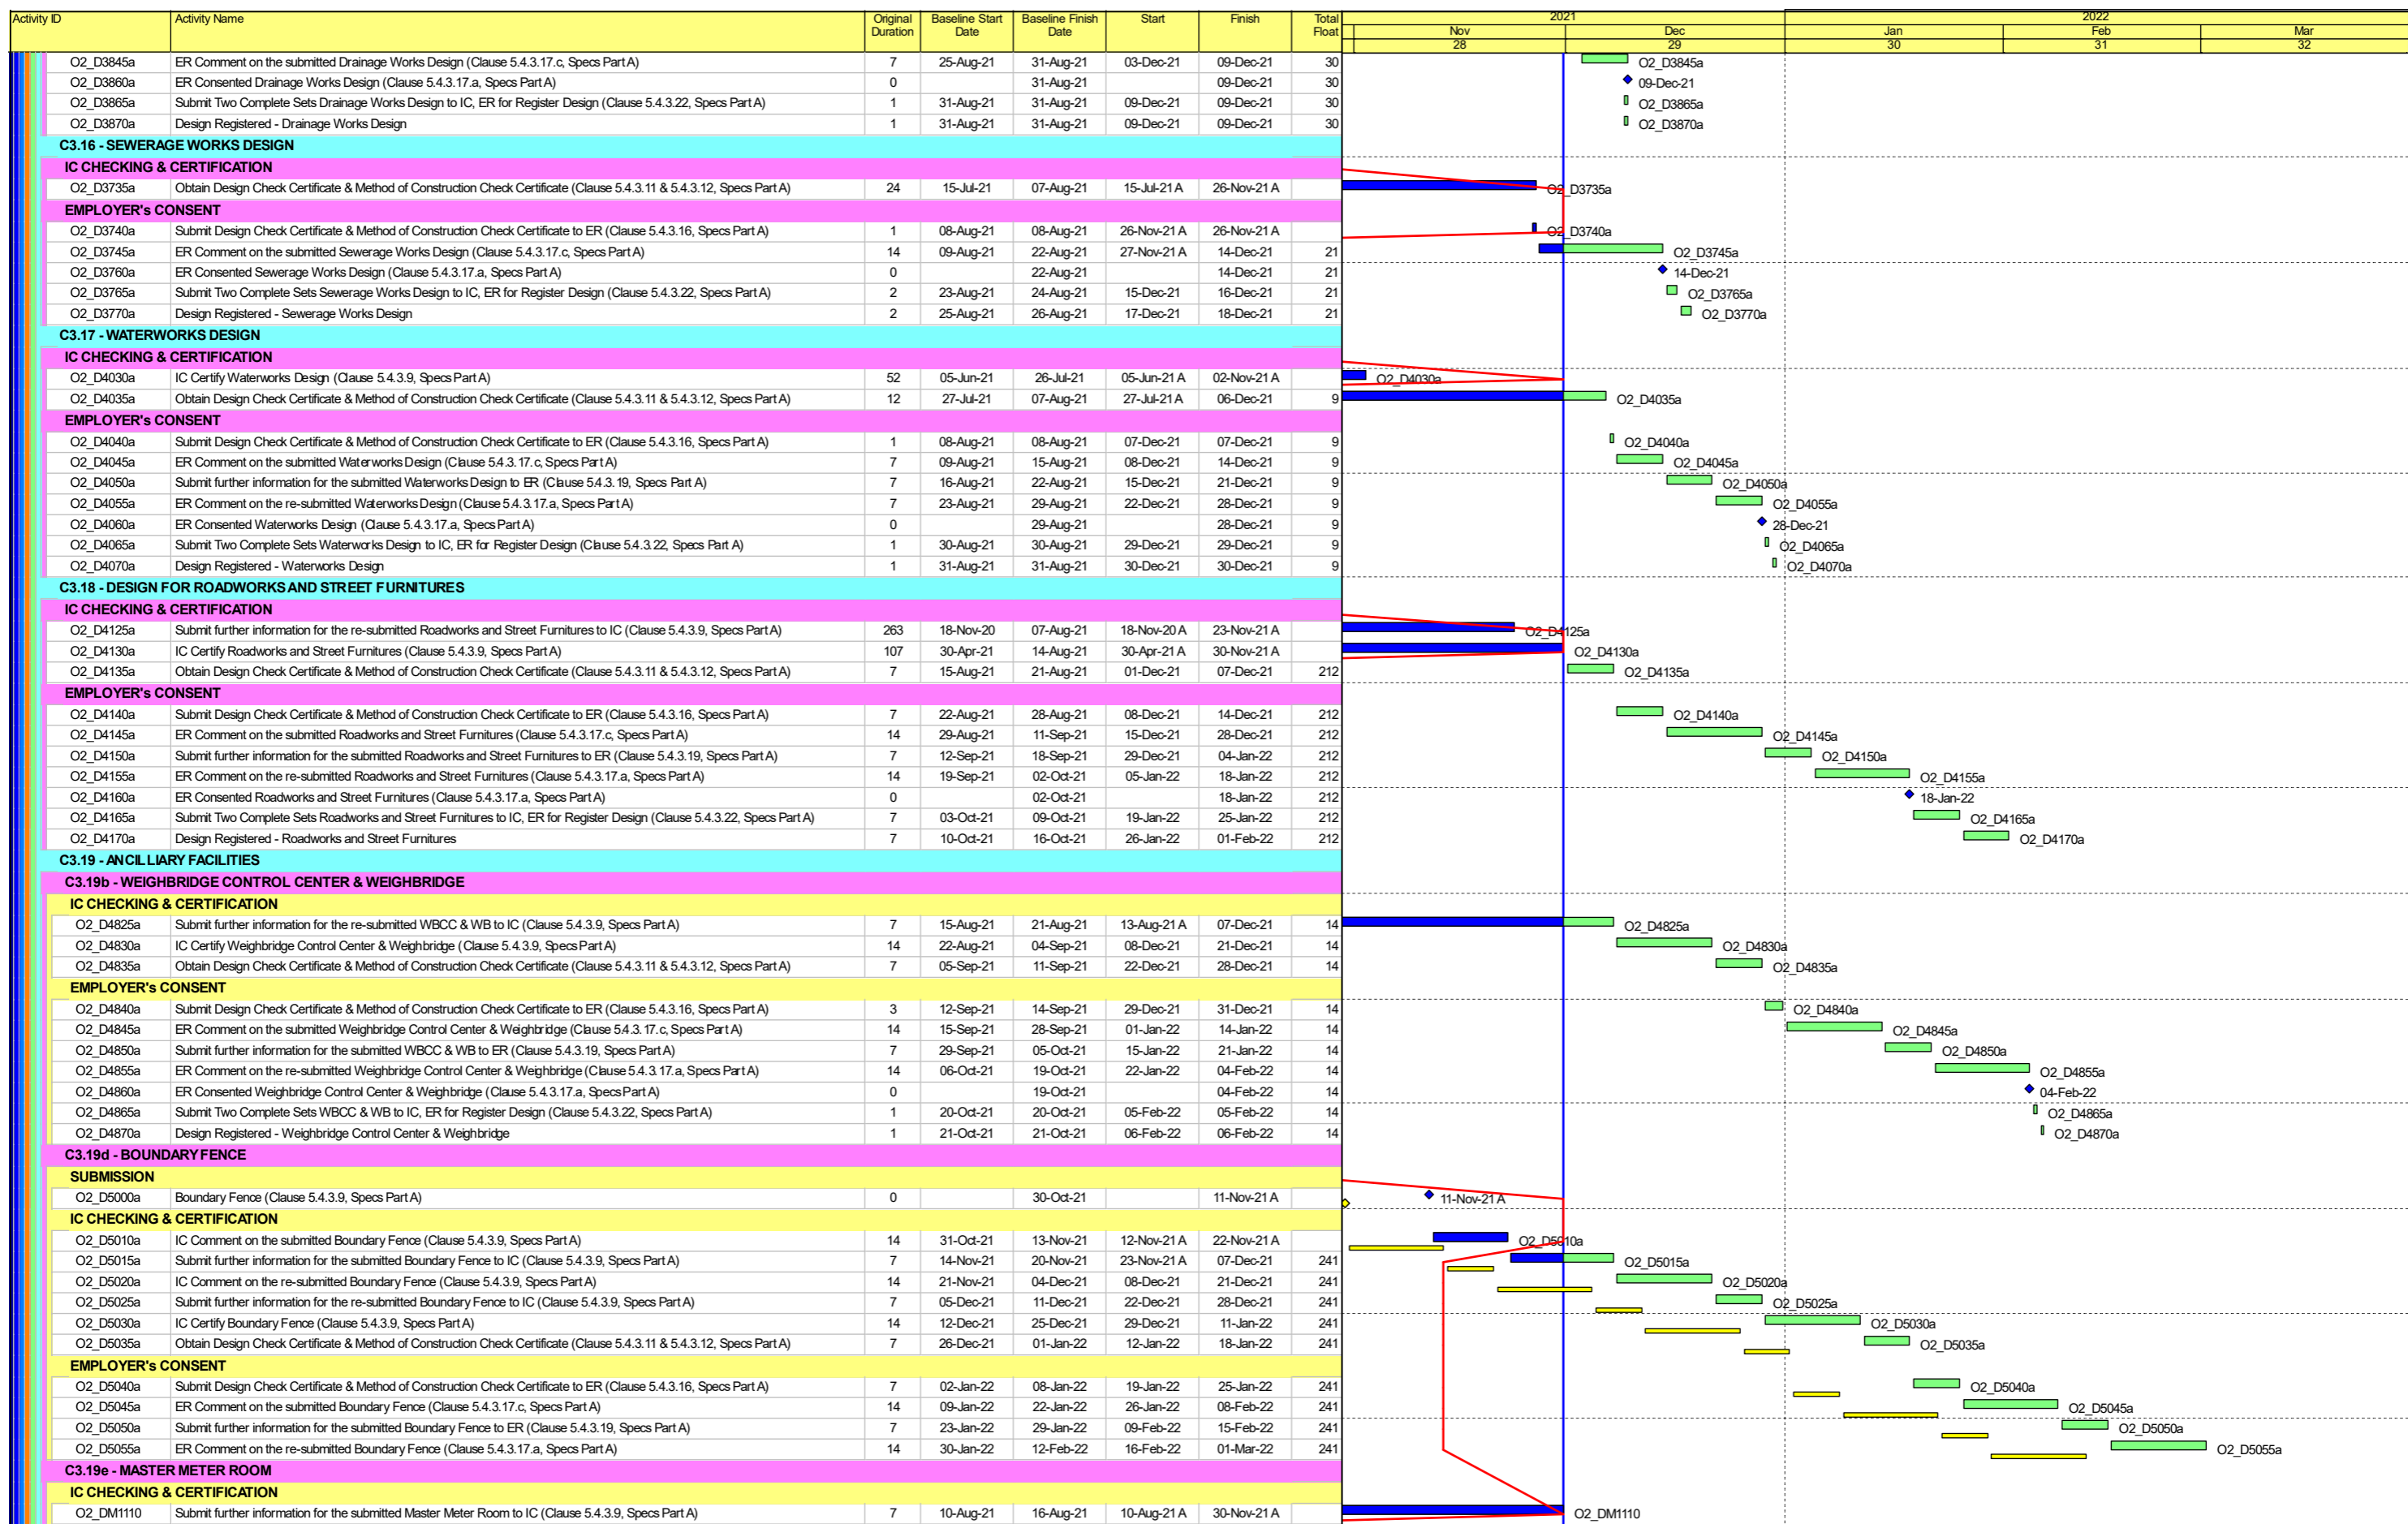 Activity ID Activity Name Original Duration Baseline Start Date Baseline Finish Date Start Finish Total Float 2021 2022
Nov Dec Jan Feb Mar
28 29 30 31 32
O2_D3845a ER Comment on the submitted Drainage Works Design (Clause 5.4.3.17.c, Specs Part A) 7 25-Aug-21 31-Aug-21 03-Dec-21 09-Dec-21 30 O2_D3845a
O2_D3860a ER Consented Drainage Works Design (Clause 5.4.3.17.a, Specs Part A) 0 31-Aug-21 09-Dec-21 30 09-Dec-21
O2_D3865a Submit Two Complete Sets Drainage Works Design to IC, ER for Register Design (Clause 5.4.3.22, Specs Part A) 1 31-Aug-21 31-Aug-21 09-Dec-21 09-Dec-21 30 O2_D3865a
O2_D3870a Design Registered - Drainage Works Design 1 31-Aug-21 31-Aug-21 09-Dec-21 09-Dec-21 30 O2_D3870a
C3.16 - SEWERAGE WORKS DESIGN
IC CHECKING & CERTIFICATION
O2_D3735a Obtain Design Check Certificate & Method of Construction Check Certificate (Clause 5.4.3.11 & 5.4.3.12, Specs Part A) 24 15-Jul-21 07-Aug-21 15-Jul-21 A 26-Nov-21 A O2_D3735a
EMPLOYER's CONSENT
O2_D3740a Submit Design Check Certificate & Method of Construction Check Certificate to ER (Clause 5.4.3.16, Specs Part A) 1 08-Aug-21 08-Aug-21 26-Nov-21 A 26-Nov-21 A O2_D3740a
O2_D3745a ER Comment on the submitted Sewerage Works Design (Clause 5.4.3.17.c, Specs Part A) 14 09-Aug-21 22-Aug-21 27-Nov-21 A 14-Dec-21 21 O2_D3745a
O2_D3760a ER Consented Sewerage Works Design (Clause 5.4.3.17.a, Specs Part A) 0 22-Aug-21 14-Dec-21 21 14-Dec-21
O2_D3765a Submit Two Complete Sets Sewerage Works Design to IC, ER for Register Design (Clause 5.4.3.22, Specs Part A) 2 23-Aug-21 24-Aug-21 15-Dec-21 16-Dec-21 21 O2_D3765a
O2_D3770a Design Registered - Sewerage Works Design 2 25-Aug-21 26-Aug-21 17-Dec-21 18-Dec-21 21 O2_D3770a
C3.17 - WATERWORKS DESIGN
IC CHECKING & CERTIFICATION
O2_D4030a IC Certify Waterworks Design (Clause 5.4.3.9, Specs Part A) 52 05-Jun-21 26-Jul-21 05-Jun-21 A 02-Nov-21 A O2_D4030a
O2_D4035a Obtain Design Check Certificate & Method of Construction Check Certificate (Clause 5.4.3.11 & 5.4.3.12, Specs Part A) 12 27-Jul-21 07-Aug-21 27-Jul-21 A 06-Dec-21 9 O2_D4035a
EMPLOYER's CONSENT
O2_D4040a Submit Design Check Certificate & Method of Construction Check Certificate to ER (Clause 5.4.3.16, Specs Part A) 1 08-Aug-21 08-Aug-21 07-Dec-21 07-Dec-21 9 O2_D4040a
O2_D4045a ER Comment on the submitted Waterworks Design (Clause 5.4.3.17.c, Specs Part A) 7 09-Aug-21 15-Aug-21 08-Dec-21 14-Dec-21 9 O2_D4045a
O2_D4050a Submit further information for the submitted Waterworks Design to ER (Clause 5.4.3.19, Specs Part A) 7 16-Aug-21 22-Aug-21 15-Dec-21 21-Dec-21 9 O2_D4050a
O2_D4055a ER Comment on the re-submitted Waterworks Design (Clause 5.4.3.17.a, Specs Part A) 7 23-Aug-21 29-Aug-21 22-Dec-21 28-Dec-21 9 O2_D4055a
O2_D4060a ER Consented Waterworks Design (Clause 5.4.3.17.a, Specs Part A) 0 29-Aug-21 28-Dec-21 9 28-Dec-21
O2_D4065a Submit Two Complete Sets Waterworks Design to IC, ER for Register Design (Clause 5.4.3.22, Specs Part A) 1 30-Aug-21 30-Aug-21 29-Dec-21 29-Dec-21 9 O2_D4065a
O2_D4070a Design Registered - Waterworks Design 1 31-Aug-21 31-Aug-21 30-Dec-21 30-Dec-21 9 O2_D4070a
C3.18 - DESIGN FOR ROADWORKS AND STREET FURNITURES
IC CHECKING & CERTIFICATION
O2_D4125a Submit further information for the re-submitted Roadworks and Street Furnitures to IC (Clause 5.4.3.9, Specs Part A) 263 18-Nov-20 07-Aug-21 18-Nov-20 A 23-Nov-21 A O2_D4125a
O2_D4130a IC Certify Roadworks and Street Furnitures (Clause 5.4.3.9, Specs Part A) 107 30-Apr-21 14-Aug-21 30-Apr-21 A 30-Nov-21 A O2_D4130a
O2_D4135a Obtain Design Check Certificate & Method of Construction Check Certificate (Clause 5.4.3.11 & 5.4.3.12, Specs Part A) 7 15-Aug-21 21-Aug-21 01-Dec-21 07-Dec-21 212 O2_D4135a
EMPLOYER's CONSENT
O2_D4140a Submit Design Check Certificate & Method of Construction Check Certificate to ER (Clause 5.4.3.16, Specs Part A) 7 22-Aug-21 28-Aug-21 08-Dec-21 14-Dec-21 212 O2_D4140a
O2_D4145a ER Comment on the submitted Roadworks and Street Furnitures (Clause 5.4.3.17.c, Specs Part A) 14 29-Aug-21 11-Sep-21 15-Dec-21 28-Dec-21 212 O2_D4145a
O2_D4150a Submit further information for the submitted Roadworks and Street Furnitures to ER (Clause 5.4.3.19, Specs Part A) 7 12-Sep-21 18-Sep-21 29-Dec-21 04-Jan-22 212 O2_D4150a
O2_D4155a ER Comment on the re-submitted Roadworks and Street Furnitures (Clause 5.4.3.17.a, Specs Part A) 14 19-Sep-21 02-Oct-21 05-Jan-22 18-Jan-22 212 O2_D4155a
O2_D4160a ER Consented Roadworks and Street Furnitures (Clause 5.4.3.17.a, Specs Part A) 0 02-Oct-21 18-Jan-22 212 18-Jan-22
O2_D4165a Submit Two Complete Sets Roadworks and Street Furnitures to IC, ER for Register Design (Clause 5.4.3.22, Specs Part A) 7 03-Oct-21 09-Oct-21 19-Jan-22 25-Jan-22 212 O2_D4165a
O2_D4170a Design Registered - Roadworks and Street Furnitures 7 10-Oct-21 16-Oct-21 26-Jan-22 01-Feb-22 212 O2_D4170a
C3.19 - ANCILLIARY FACILITIES
C3.19b - WEIGHBRIDGE CONTROL CENTER & WEIGHBRIDGE
IC CHECKING & CERTIFICATION
O2_D4825a Submit further information for the re-submitted WBCC & WB to IC (Clause 5.4.3.9, Specs Part A) 7 15-Aug-21 21-Aug-21 13-Aug-21 A 07-Dec-21 14 O2_D4825a
O2_D4830a IC Certify Weighbridge Control Center & Weighbridge (Clause 5.4.3.9, Specs Part A) 14 22-Aug-21 04-Sep-21 08-Dec-21 21-Dec-21 14 O2_D4830a
O2_D4835a Obtain Design Check Certificate & Method of Construction Check Certificate (Clause 5.4.3.11 & 5.4.3.12, Specs Part A) 7 05-Sep-21 11-Sep-21 22-Dec-21 28-Dec-21 14 O2_D4835a
EMPLOYER's CONSENT
O2_D4840a Submit Design Check Certificate & Method of Construction Check Certificate to ER (Clause 5.4.3.16, Specs Part A) 3 12-Sep-21 14-Sep-21 29-Dec-21 31-Dec-21 14 O2_D4840a
O2_D4845a ER Comment on the submitted Weighbridge Control Center & Weighbridge (Clause 5.4.3.17.c, Specs Part A) 14 15-Sep-21 28-Sep-21 01-Jan-22 14-Jan-22 14 O2_D4845a
O2_D4850a Submit further information for the submitted WBCC & WB to ER (Clause 5.4.3.19, Specs Part A) 7 29-Sep-21 05-Oct-21 15-Jan-22 21-Jan-22 14 O2_D4850a
O2_D4855a ER Comment on the re-submitted Weighbridge Control Center & Weighbridge (Clause 5.4.3.17.a, Specs Part A) 14 06-Oct-21 19-Oct-21 22-Jan-22 04-Feb-22 14 O2_D4855a
O2_D4860a ER Consented Weighbridge Control Center & Weighbridge (Clause 5.4.3.17.a, Specs Part A) 0 19-Oct-21 04-Feb-22 14 04-Feb-22
O2_D4865a Submit Two Complete Sets WBCC & WB to IC, ER for Register Design (Clause 5.4.3.22, Specs Part A) 1 20-Oct-21 20-Oct-21 05-Feb-22 05-Feb-22 14 O2_D4865a
O2_D4870a Design Registered - Weighbridge Control Center & Weighbridge 1 21-Oct-21 21-Oct-21 06-Feb-22 06-Feb-22 14 O2_D4870a
C3.19d - BOUNDARY FENCE
SUBMISSION
O2_D5000a Boundary Fence (Clause 5.4.3.9, Specs Part A) 0 30-Oct-21 11-Nov-21 A 11-Nov-21 A
IC CHECKING & CERTIFICATION
O2_D5010a IC Comment on the submitted Boundary Fence (Clause 5.4.3.9, Specs Part A) 14 31-Oct-21 13-Nov-21 12-Nov-21 A 22-Nov-21 A O2_D5010a
O2_D5015a Submit further information for the submitted Boundary Fence to IC (Clause 5.4.3.9, Specs Part A) 7 14-Nov-21 20-Nov-21 23-Nov-21 A 07-Dec-21 241 O2_D5015a
O2_D5020a IC Comment on the re-submitted Boundary Fence (Clause 5.4.3.9, Specs Part A) 14 21-Nov-21 04-Dec-21 08-Dec-21 21-Dec-21 241 O2_D5020a
O2_D5025a Submit further information for the re-submitted Boundary Fence to IC (Clause 5.4.3.9, Specs Part A) 7 05-Dec-21 11-Dec-21 22-Dec-21 28-Dec-21 241 O2_D5025a
O2_D5030a IC Certify Boundary Fence (Clause 5.4.3.9, Specs Part A) 14 12-Dec-21 25-Dec-21 29-Dec-21 11-Jan-22 241 O2_D5030a
O2_D5035a Obtain Design Check Certificate & Method of Construction Check Certificate (Clause 5.4.3.11 & 5.4.3.12, Specs Part A) 7 26-Dec-21 01-Jan-22 12-Jan-22 18-Jan-22 241 O2_D5035a
EMPLOYER's CONSENT
O2_D5040a Submit Design Check Certificate & Method of Construction Check Certificate to ER (Clause 5.4.3.16, Specs Part A) 7 02-Jan-22 08-Jan-22 19-Jan-22 25-Jan-22 241 O2_D5040a
O2_D5045a ER Comment on the submitted Boundary Fence (Clause 5.4.3.17.c, Specs Part A) 14 09-Jan-22 22-Jan-22 26-Jan-22 08-Feb-22 241 O2_D5045a
O2_D5050a Submit further information for the submitted Boundary Fence to ER (Clause 5.4.3.19, Specs Part A) 7 23-Jan-22 29-Jan-22 09-Feb-22 15-Feb-22 241 O2_D5050a
O2_D5055a ER Comment on the re-submitted Boundary Fence (Clause 5.4.3.17.a, Specs Part A) 14 30-Jan-22 12-Feb-22 16-Feb-22 01-Mar-22 241 O2_D5055a
C3.19e - MASTER METER ROOM
IC CHECKING & CERTIFICATION
O2_DM1110 Submit further information for the submitted Master Meter Room to IC (Clause 5.4.3.9, Specs Part A) 7 10-Aug-21 16-Aug-21 10-Aug-21 A 30-Nov-21 A O2_DM1110